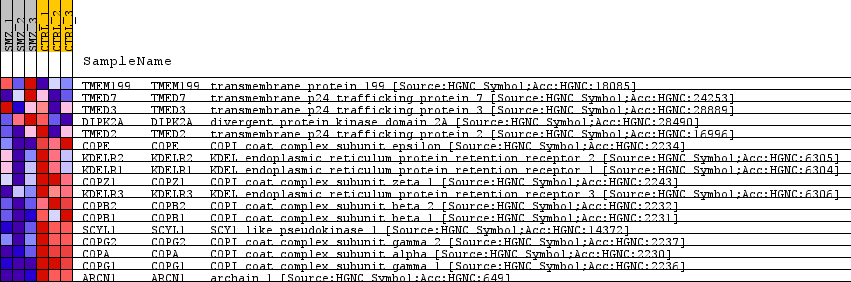 SMZ_1
SMZ_2
SMZ_3
CTRL_1
CTRL_2
CTRL_3
SampleName
TMEM199 TMEM199 transmembrane protein 199 [Source:HGNC Symbol;Acc:HGNC:18085]
TMED7 TMED7 transmembrane p24 trafficking protein 7 [Source:HGNC Symbol;Acc:HGNC:24253]
TMED3 TMED3 transmembrane p24 trafficking protein 3 [Source:HGNC Symbol;Acc:HGNC:28889]
DIPK2A DIPK2A divergent protein kinase domain 2A [Source:HGNC Symbol;Acc:HGNC:28490]
TMED2 TMED2 transmembrane p24 trafficking protein 2 [Source:HGNC Symbol;Acc:HGNC:16996]
COPE COPE COPI coat complex subunit epsilon [Source:HGNC Symbol;Acc:HGNC:2234]
KDELR2 KDELR2 KDEL endoplasmic reticulum protein retention receptor 2 [Source:HGNC Symbol;Acc:HGNC:6305]
KDELR1 KDELR1 KDEL endoplasmic reticulum protein retention receptor 1 [Source:HGNC Symbol;Acc:HGNC:6304]
COPZ1 COPZ1 COPI coat complex subunit zeta 1 [Source:HGNC Symbol;Acc:HGNC:2243]
KDELR3 KDELR3 KDEL endoplasmic reticulum protein retention receptor 3 [Source:HGNC Symbol;Acc:HGNC:6306]
COPB2 COPB2 COPI coat complex subunit beta 2 [Source:HGNC Symbol;Acc:HGNC:2232]
COPB1 COPB1 COPI coat complex subunit beta 1 [Source:HGNC Symbol;Acc:HGNC:2231]
SCYL1 SCYL1 SCY1 like pseudokinase 1 [Source:HGNC Symbol;Acc:HGNC:14372]
COPG2 COPG2 COPI coat complex subunit gamma 2 [Source:HGNC Symbol;Acc:HGNC:2237]
COPA COPA COPI coat complex subunit alpha [Source:HGNC Symbol;Acc:HGNC:2230]
COPG1 COPG1 COPI coat complex subunit gamma 1 [Source:HGNC Symbol;Acc:HGNC:2236]
ARCN1 ARCN1 archain 1 [Source:HGNC Symbol;Acc:HGNC:649]